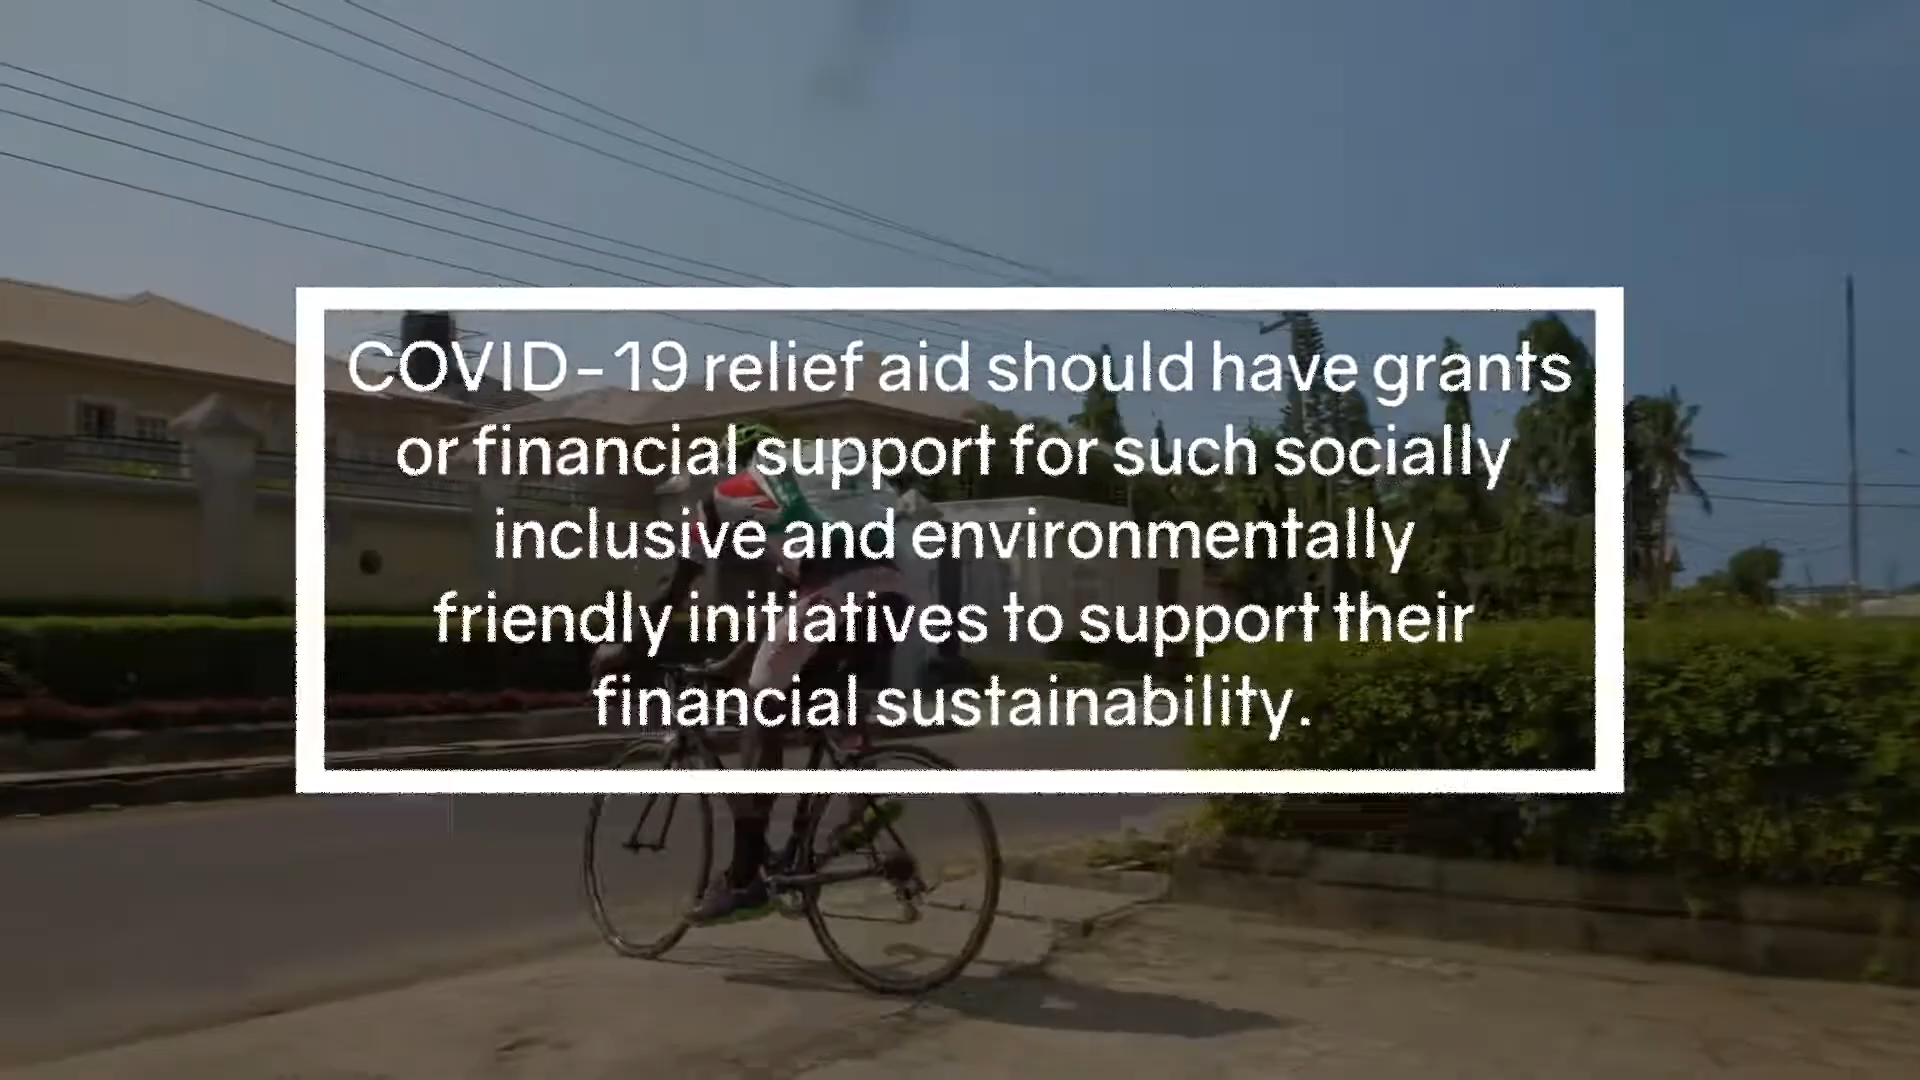 COVID-19 relief aid should have grants
or financial support for such socially
inclusive and environmentally
friendly initiatives to support their
financial sustainability.